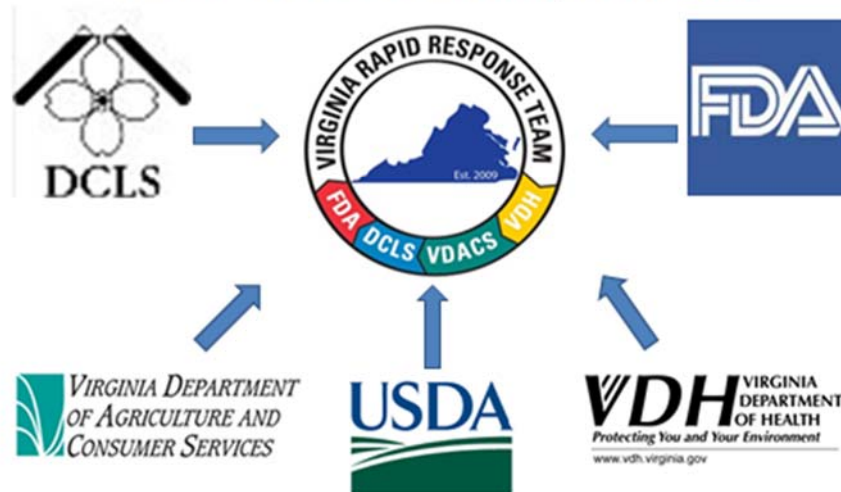 DCLS
VIRGINIA RAPID RESPONSE TEAM
Est. 2009
FDA
DCLS
VDACS
VDH
FDA
VIRGINIA DEPARTMENT
OF AGRICULTURE AND
CONSUMER SERVICES
USDA
VDH
VIRGINIA
DEPARTMENT
OF HEALTH
Protecting You and Your Environment
www.vdh.virginia.gov